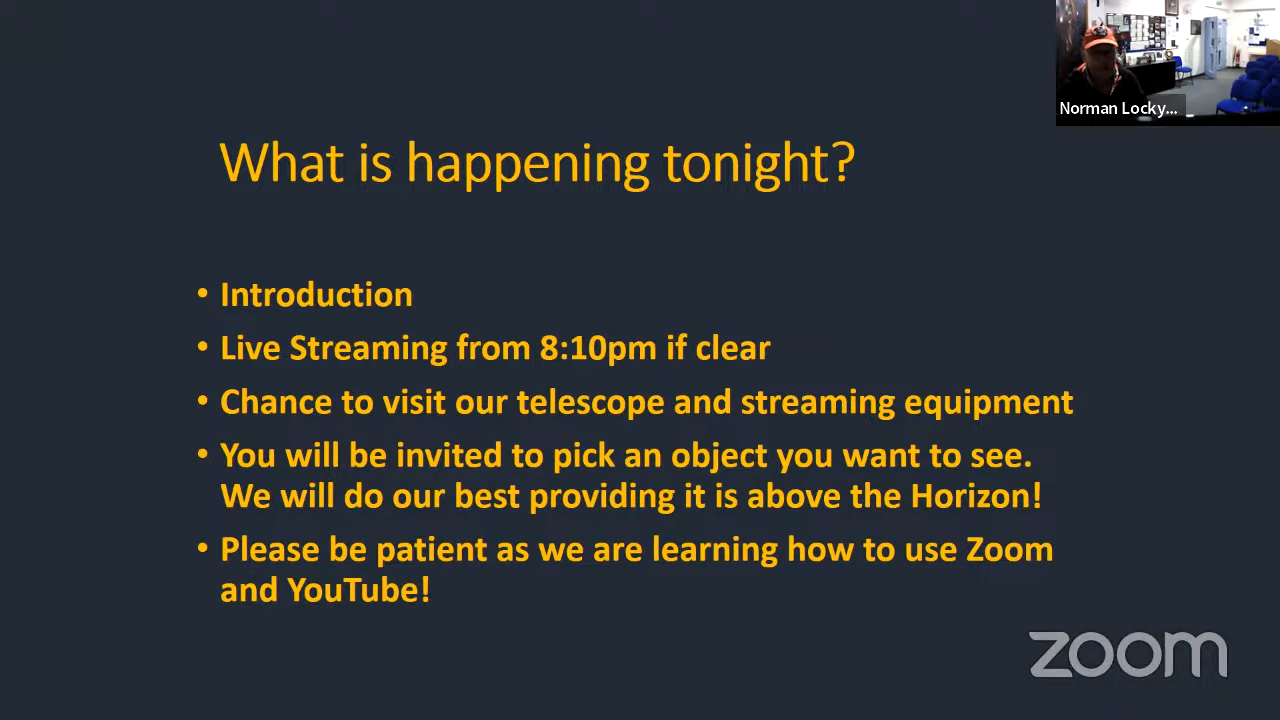 Norman Locky...
What is happening tonight?
• Introduction
• Live Streaming from 8:10pm if clear
• Chance to visit our telescope and streaming equipment
• You will be invited to pick an object you want to see.
We will do our best providing it is above the Horizon!
• Please be patient as we are learning how to use Zoom
and YouTube!
zoom